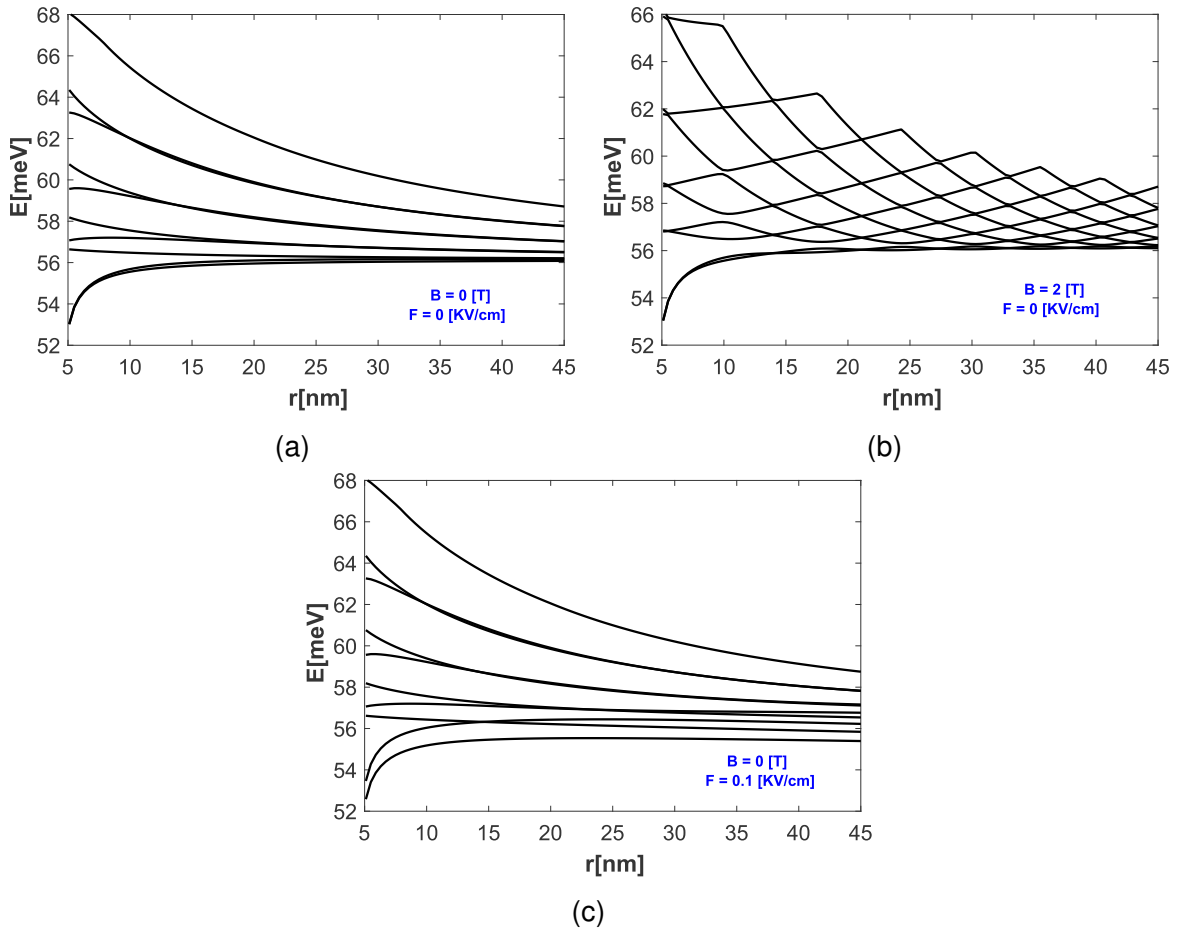 68
66
64
62
60
58
56
54
52
E[meV]
5 10 15 20 25 30 35 40 45
r[nm]
B = 0 [T]
F = 0 [KV/cm]
(a)
66
64
62
60
58
56
54
52
E[meV]
5 10 15 20 25 30 35 40 45
r[nm]
B = 2 [T]
F = 0 [KV/cm]
(b)
68
66
64
62
60
58
56
54
52
E[meV]
5 10 15 20 25 30 35 40 45
r[nm]
B = 0 [T]
F = 0.1 [KV/cm]
(c)